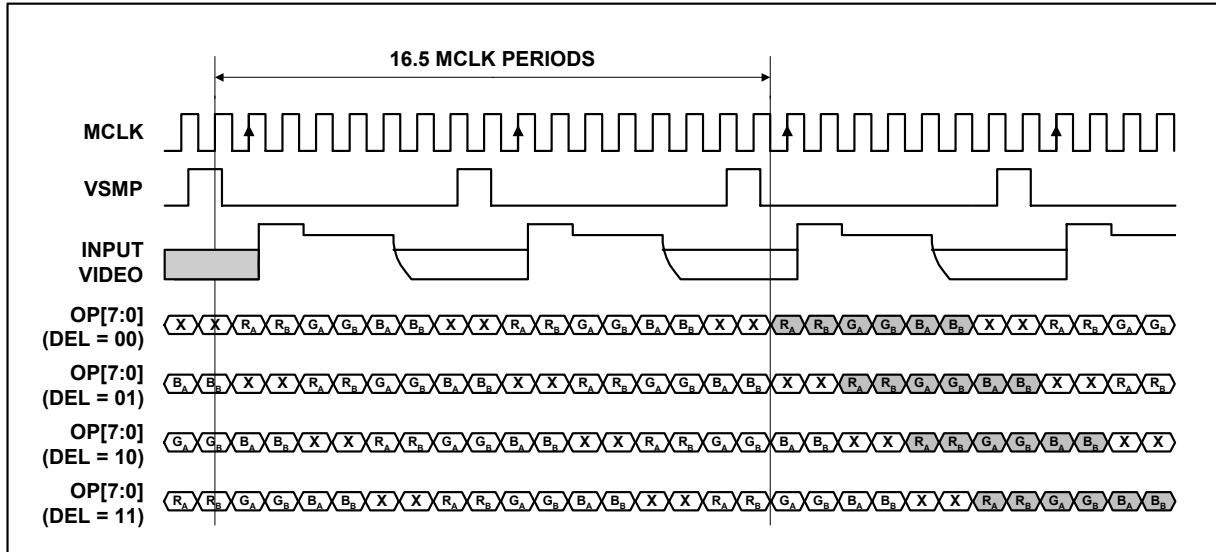 16.5 MCLK PERIODS
MCLK
VSMP
INPUT
VIDEO
OP[7:0]
(DEL = 00)
X X RA RB GA GB BA BB X X RA RB GA GB BA BB X X RA RB GA GB BA BB X X RA RB GA GB
OP[7:0]
(DEL = 01)
BA BB X X RA RB GA GB BA BB X X RA RB GA GB BA BB X X RA RB GA GB BA BB X X RA RB
OP[7:0]
(DEL = 10)
GA GB BA BB X X RA RB GA GB BA BB X X RA RB GA GB BA BB X X RA RB GA GB BA BB X X
OP[7:0]
(DEL = 11)
RA RB GA GB BA BB X X RA RB GA GB BA BB X X RA RB GA GB BA BB X X RA RB GA GB BA BB